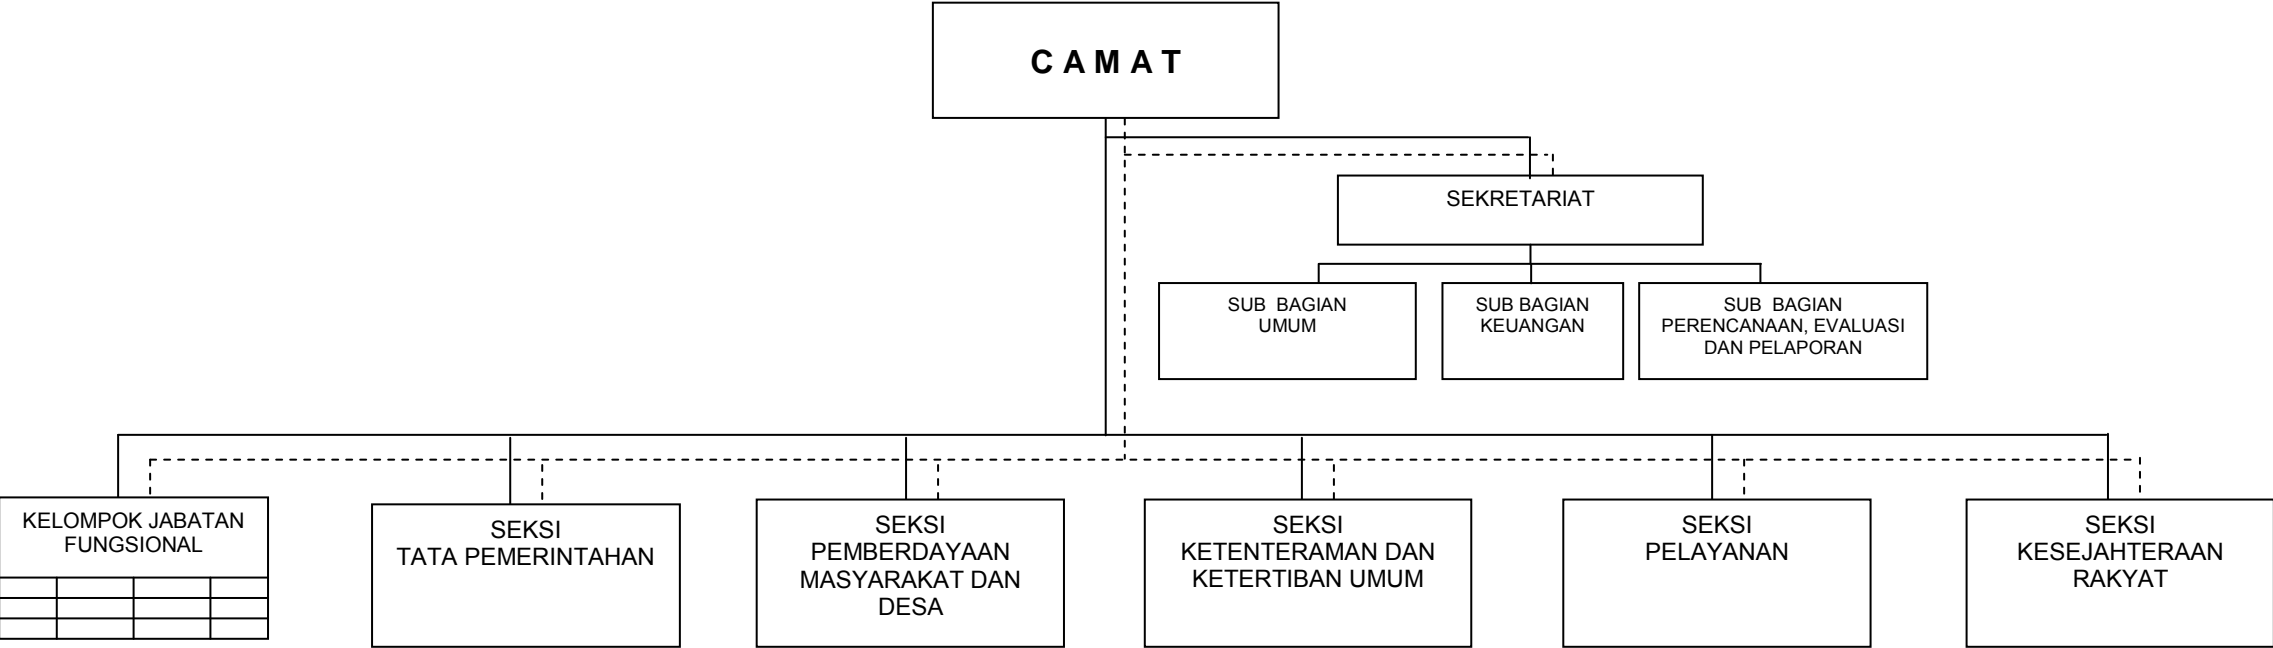 C A M A T
SEKRETARIAT
SUB BAGIAN
UMUM
SUB BAGIAN
KEUANGAN
SUB BAGIAN
PERENCANAAN, EVALUASI
DAN PELAPORAN
KELOMPOK JABATAN
FUNGSIONAL
SEKSI
TATA PEMERINTAHAN
SEKSI
PEMBERDAYAAN
MASYARAKAT DAN
DESA
SEKSI
KETENTERAMAN DAN
KETERTIBAN UMUM
SEKSI
PELAYANAN
SEKSI
KESEJAHTERAAN
RAKYAT